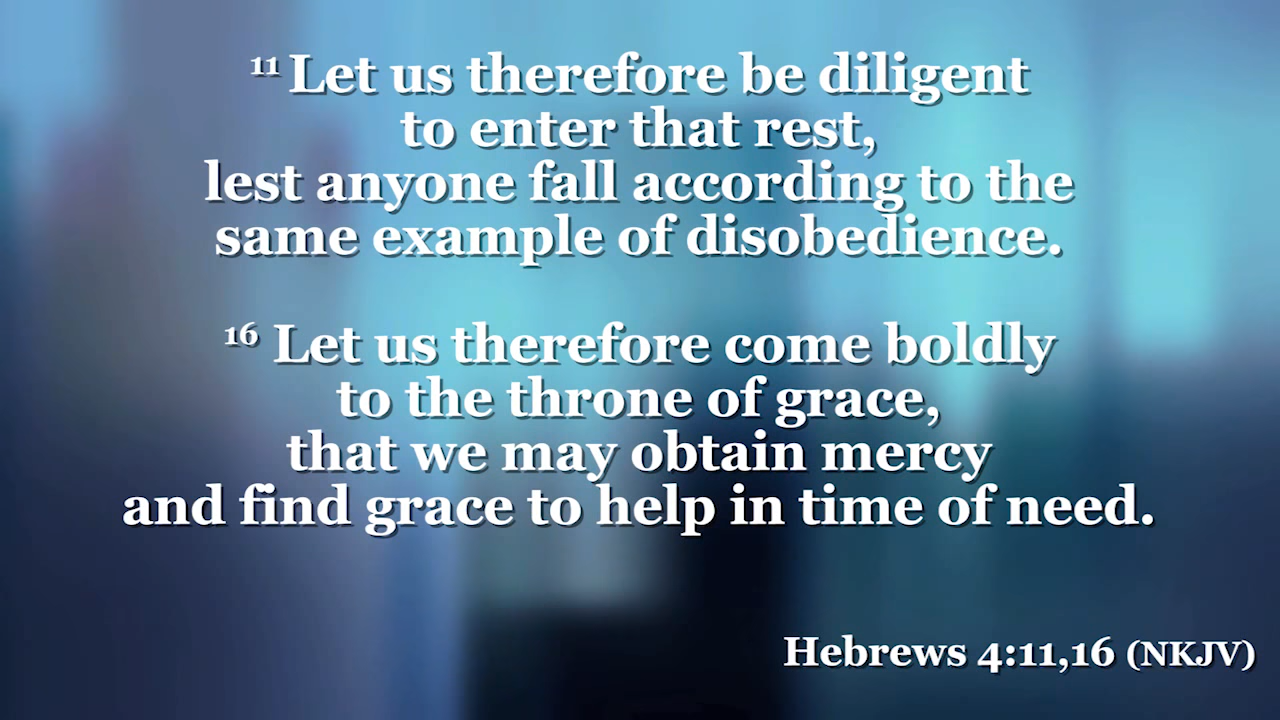 11 Let us therefore be diligent
to enter that rest,
lest anyone fall according to the
same example of disobedience.
16 Let us therefore come boldly
to the throne of grace,
that we may obtain mercy
and find grace to help in time of need.
Hebrews 4:11,16 (NKJV)